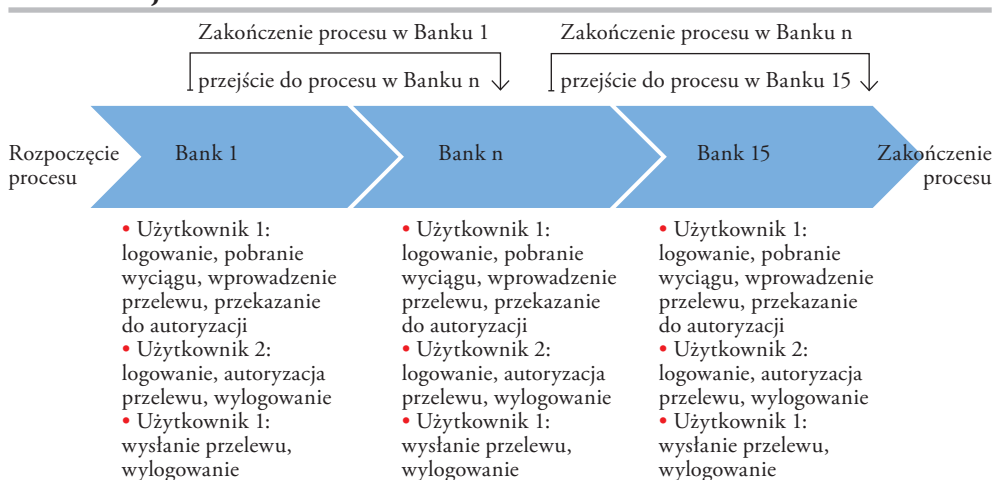 Zakończenie procesu w Banku 1
Zakończenie procesu w Banku n
przejście do procesu w Banku n
przejście do procesu w Banku 15
Rozpoczęcie
procesu
Bank 1
Bank n
Bank 15
Zakończenie
procesu
• Użytkownik 1:
logowanie, pobranie
wyciągu, wprowadzenie
przelewu, przekazanie
do autoryzacji
• Użytkownik 2:
logowanie, autoryzacja
przelewu, wylogowanie
• Użytkownik 1:
wysłanie przelewu,
wylogowanie
• Użytkownik 1:
logowanie, pobranie
wyciągu, wprowadzenie
przelewu, przekazanie
do autoryzacji
• Użytkownik 2:
logowanie, autoryzacja
przelewu, wylogowanie
• Użytkownik 1:
wysłanie przelewu,
wylogowanie
• Użytkownik 1:
logowanie, pobranie
wyciągu, wprowadzenie
przelewu, przekazanie
do autoryzacji
• Użytkownik 2:
logowanie, autoryzacja
przelewu, wylogowanie
• Użytkownik 1:
wysłanie przelewu,
wylogowanie